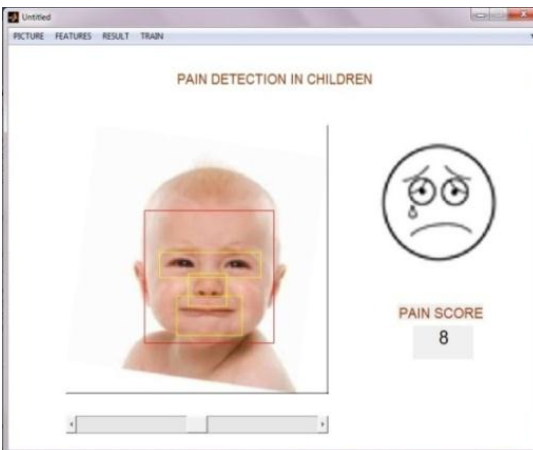 Untitled
PICTURE FEATURES RESULT TRAIN
PAIN DETECTION IN CHILDREN
PAIN SCORE
8